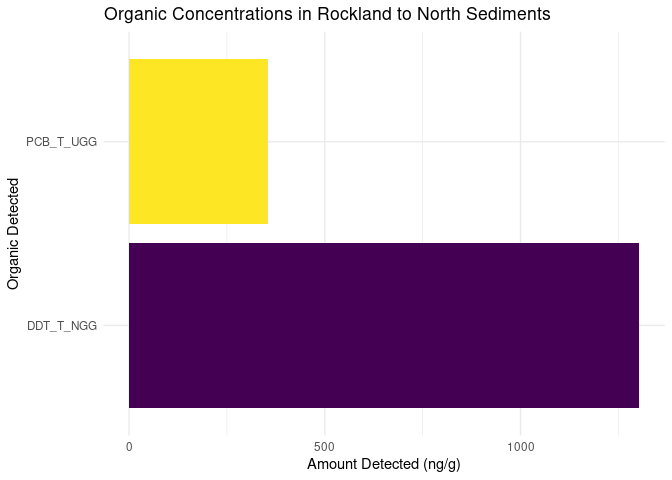 Organic Concentrations in Rockland to North Sediments
Organic Detected
PCB_T_UGG
DDT_T_NGG
0 500 1000
Amount Detected (ng/g)